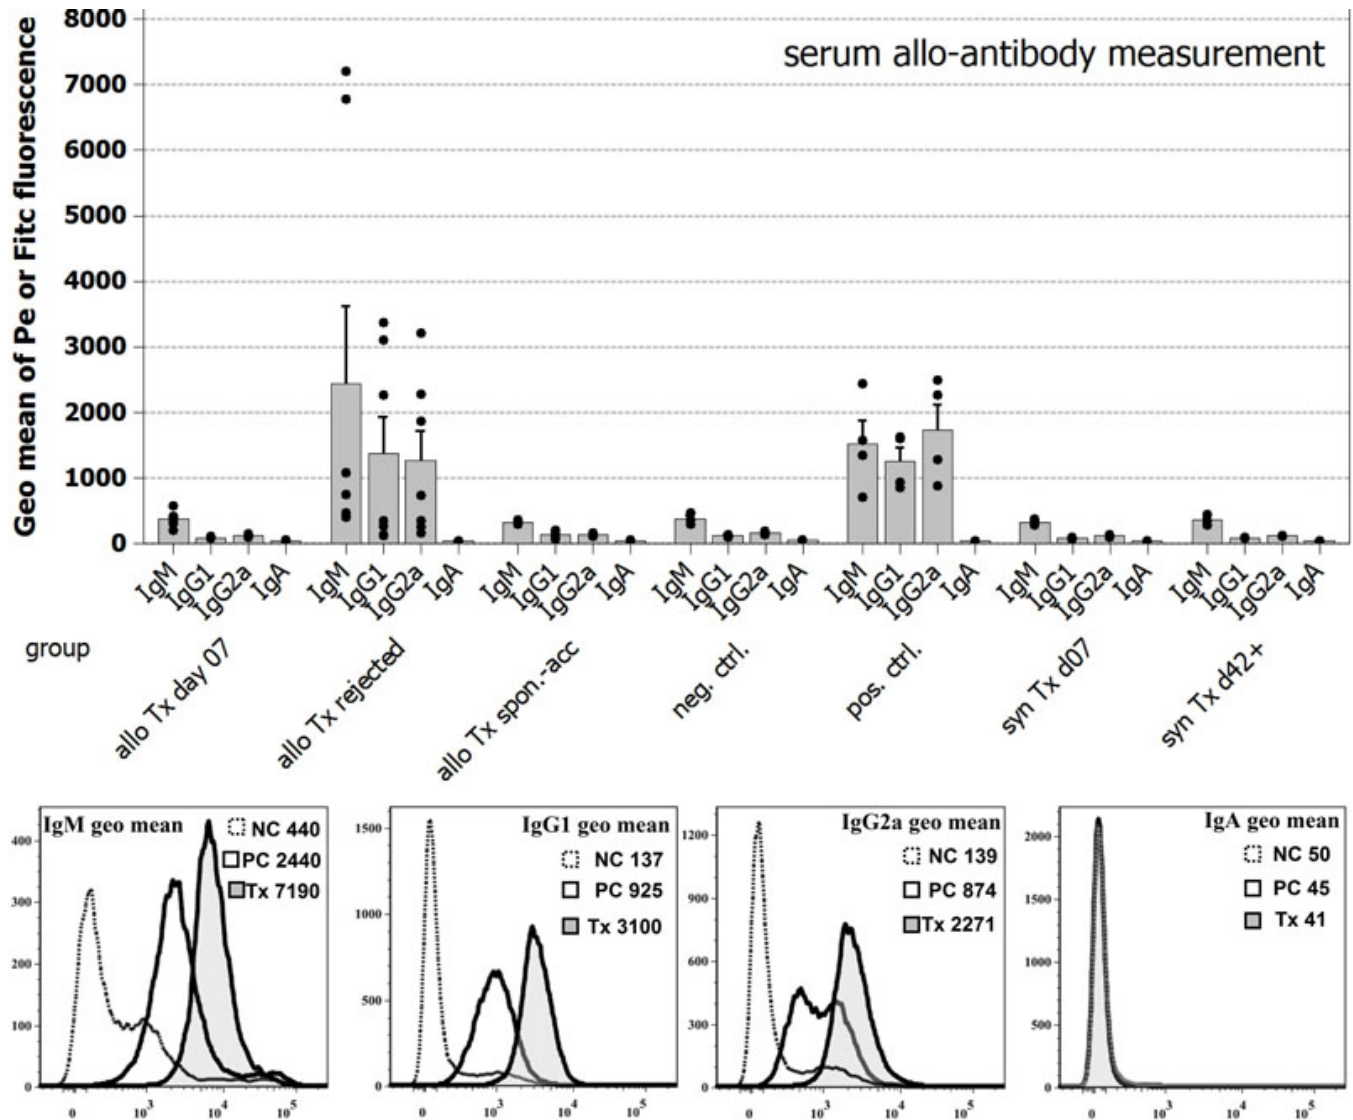 serum allo-antibody measurement
Geo mean of Pe or Fitc fluorescence
8000
7000
6000
5000
4000
3000
2000
1000
0
IgM IgG1 IgG2a IgA IgM IgG1 IgG2a IgA IgM IgG1 IgG2a IgA IgM IgG1 IgG2a IgA IgM IgG1 IgG2a IgA IgM IgG1 IgG2a IgA IgM IgG1 IgG2a IgA
group
allo Tx day 07
allo Tx rejected
allo Tx spon.-acc
neg. ctrl.
pos. ctrl.
syn Tx d07
syn Tx d42+
IgM geo mean
NC 440
PC 2440
Tx 7190
400
300
200
100
0
0 10³ 10⁴ 10⁵
IgG1 geo mean
NC 137
PC 925
Tx 3100
1500
1000
500
0
0 10³ 10⁴ 10⁵
IgG2a geo mean
NC 139
PC 874
Tx 2271
1200
900
600
300
0
0 10³ 10⁴ 10⁵
IgA geo mean
NC 50
PC 45
Tx 41
2000
1500
1000
500
0
0 10³ 10⁴ 10⁵